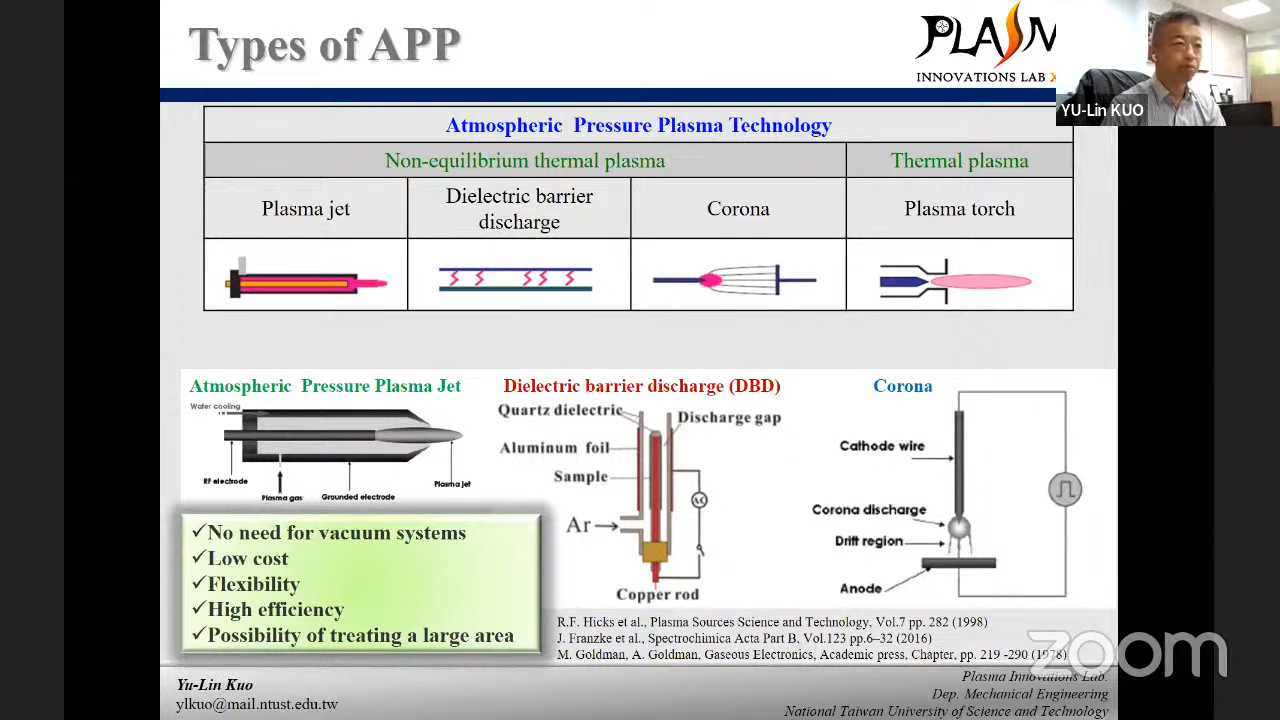 Types of APP
PLASM
INNOVATIONS LAB
YU-Lin KUO
Atmospheric Pressure Plasma Technology
Non-equilibrium thermal plasma
Thermal plasma
Plasma jet
Dielectric barrier
discharge
Corona
Plasma torch
Atmospheric Pressure Plasma Jet
Water cooling
RF electrode
Plasma gas
Grounded electrode
Plasma jet
✓No need for vacuum systems
✓Low cost
✓Flexibility
✓High efficiency
✓Possibility of treating a large area
Dielectric barrier discharge (DBD)
Quartz dielectric
Discharge gap
Aluminum foil
Sample
AC
Ar
Copper rod
Corona
Cathode wire
Corona discharge
Drift region
Anode
R.F. Hicks et al., Plasma Sources Science and Technology, Vol.7 pp. 282 (1998)
J. Franzke et al., Spectrochimica Acta Part B, Vol.123 pp.6–32 (2016)
M. Goldman, A. Goldman, Gaseous Electronics, Academic press, Chapter, pp. 219 -290 (1978)
zoom
Yu-Lin Kuo
ylkuo@mail.ntust.edu.tw
Plasma Innovations Lab.
Dep. Mechanical Engineering
National Taiwan University of Science and Technology